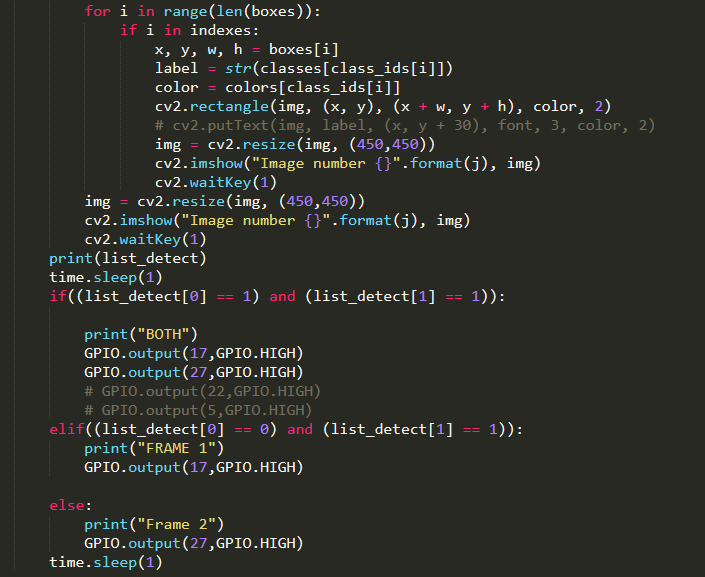 for i in range(len(boxes)):
if i in indexes:
x, y, w, h = boxes[i]
label = str(classes[class_ids[i]])
color = colors[class_ids[i]]
cv2.rectangle(img, (x, y), (x + w, y + h), color, 2)
# cv2.putText(img, label, (x, y + 30), font, 3, color, 2)
img = cv2.resize(img, (450,450))
cv2.imshow("Image number {}".format(j), img)
cv2.waitKey(1)
img = cv2.resize(img, (450,450))
cv2.imshow("Image number {}".format(j), img)
cv2.waitKey(1)
print(list_detect)
time.sleep(1)
if((list_detect[0] == 1) and (list_detect[1] == 1)):
print("BOTH")
GPIO.output(17,GPIO.HIGH)
GPIO.output(27,GPIO.HIGH)
# GPIO.output(22,GPIO.HIGH)
# GPIO.output(5,GPIO.HIGH)
elif((list_detect[0] == 0) and (list_detect[1] == 1)):
print("FRAME 1")
GPIO.output(17,GPIO.HIGH)
else:
print("Frame 2")
GPIO.output(27,GPIO.HIGH)
time.sleep(1)